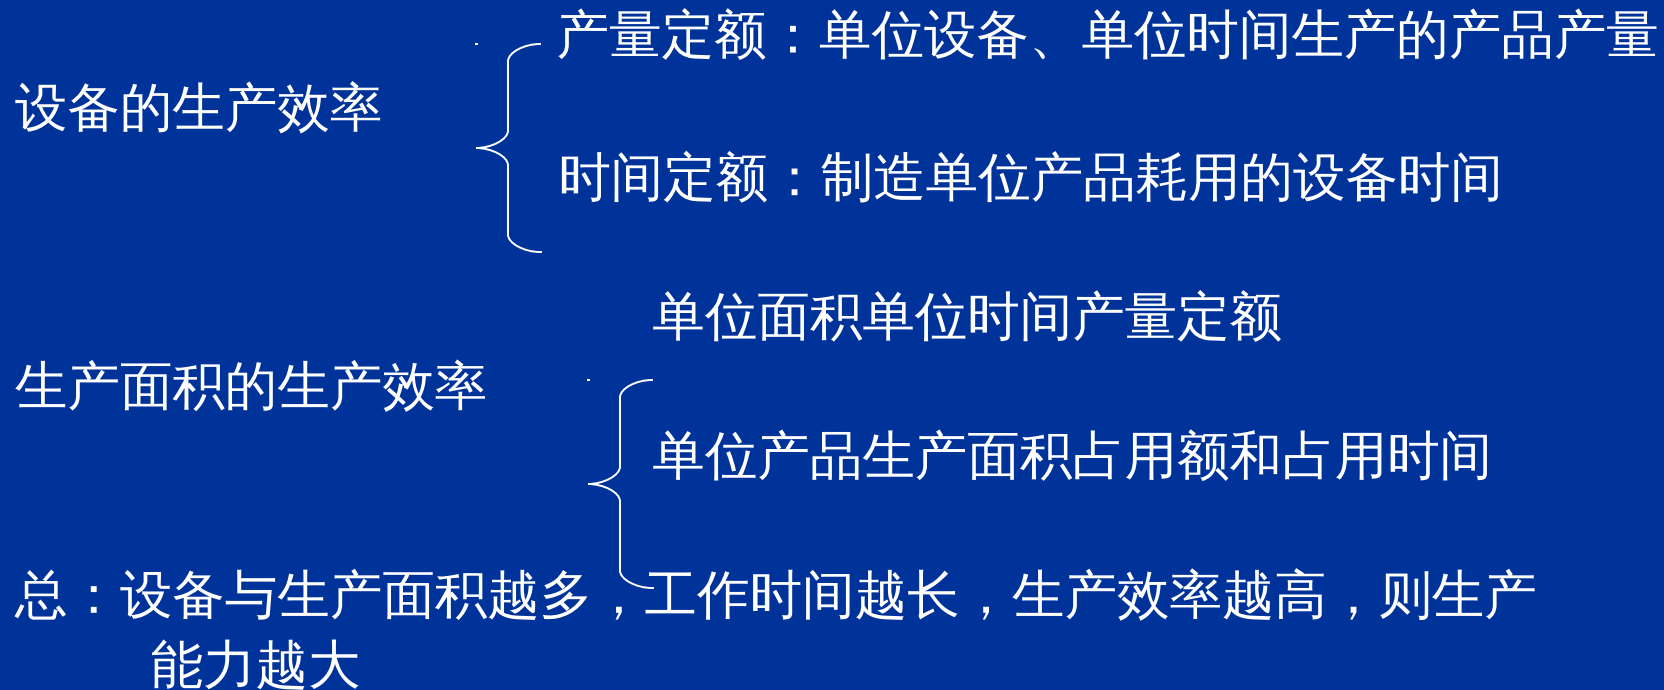 产量定额：单位设备、单位时间生产的产品产量
设备的生产效率
时间定额：制造单位产品耗用的设备时间
单位面积单位时间产量定额
生产面积的生产效率
单位产品生产面积占用额和占用时间
总：设备与生产面积越多，工作时间越长，生产效率越高，则生产
能力越大